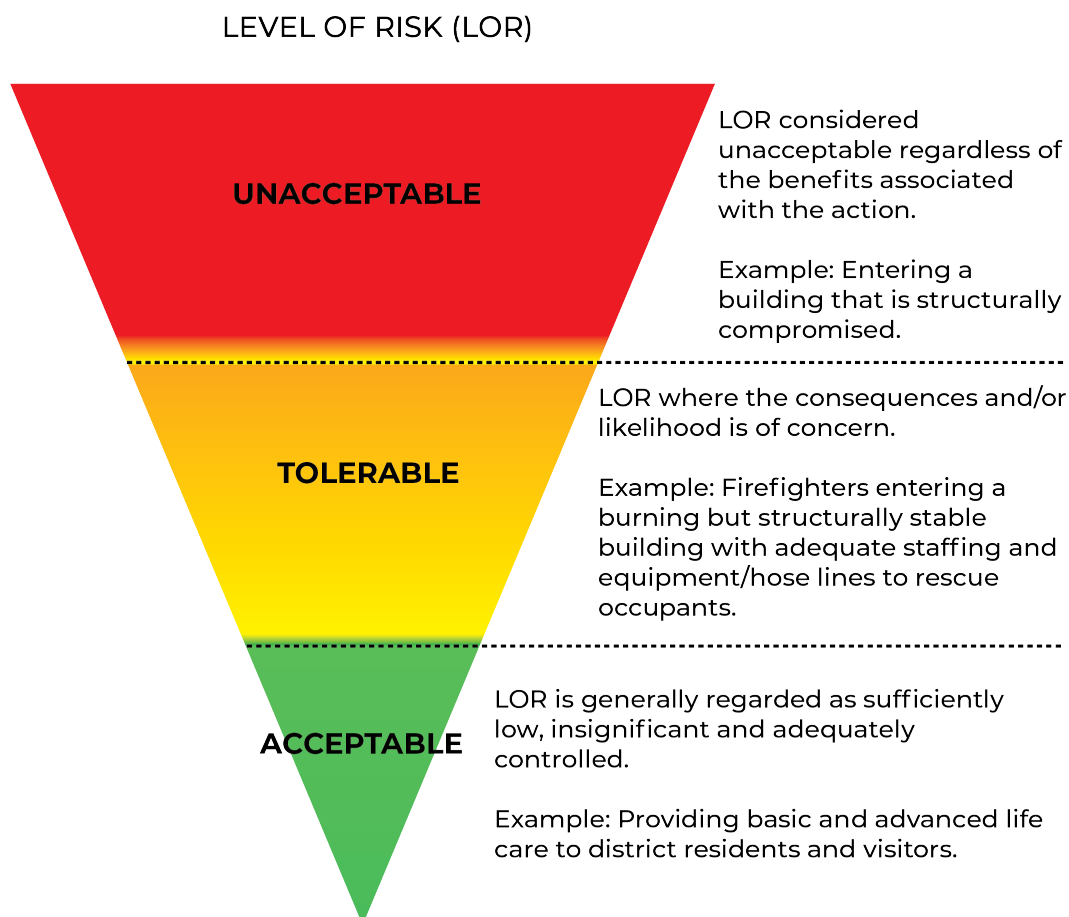 LEVEL OF RISK (LOR)
UNACCEPTABLE
LOR considered
unacceptable regardless of
the benefits associated
with the action.
Example: Entering a
building that is structurally
compromised.
TOLERABLE
LOR where the consequences and/or
likelihood is of concern.
Example: Firefighters entering a
burning but structurally stable
building with adequate staffing and
equipment/hose lines to rescue
occupants.
ACCEPTABLE
LOR is generally regarded as sufficiently
low, insignificant and adequately
controlled.
Example: Providing basic and advanced life
care to district residents and visitors.